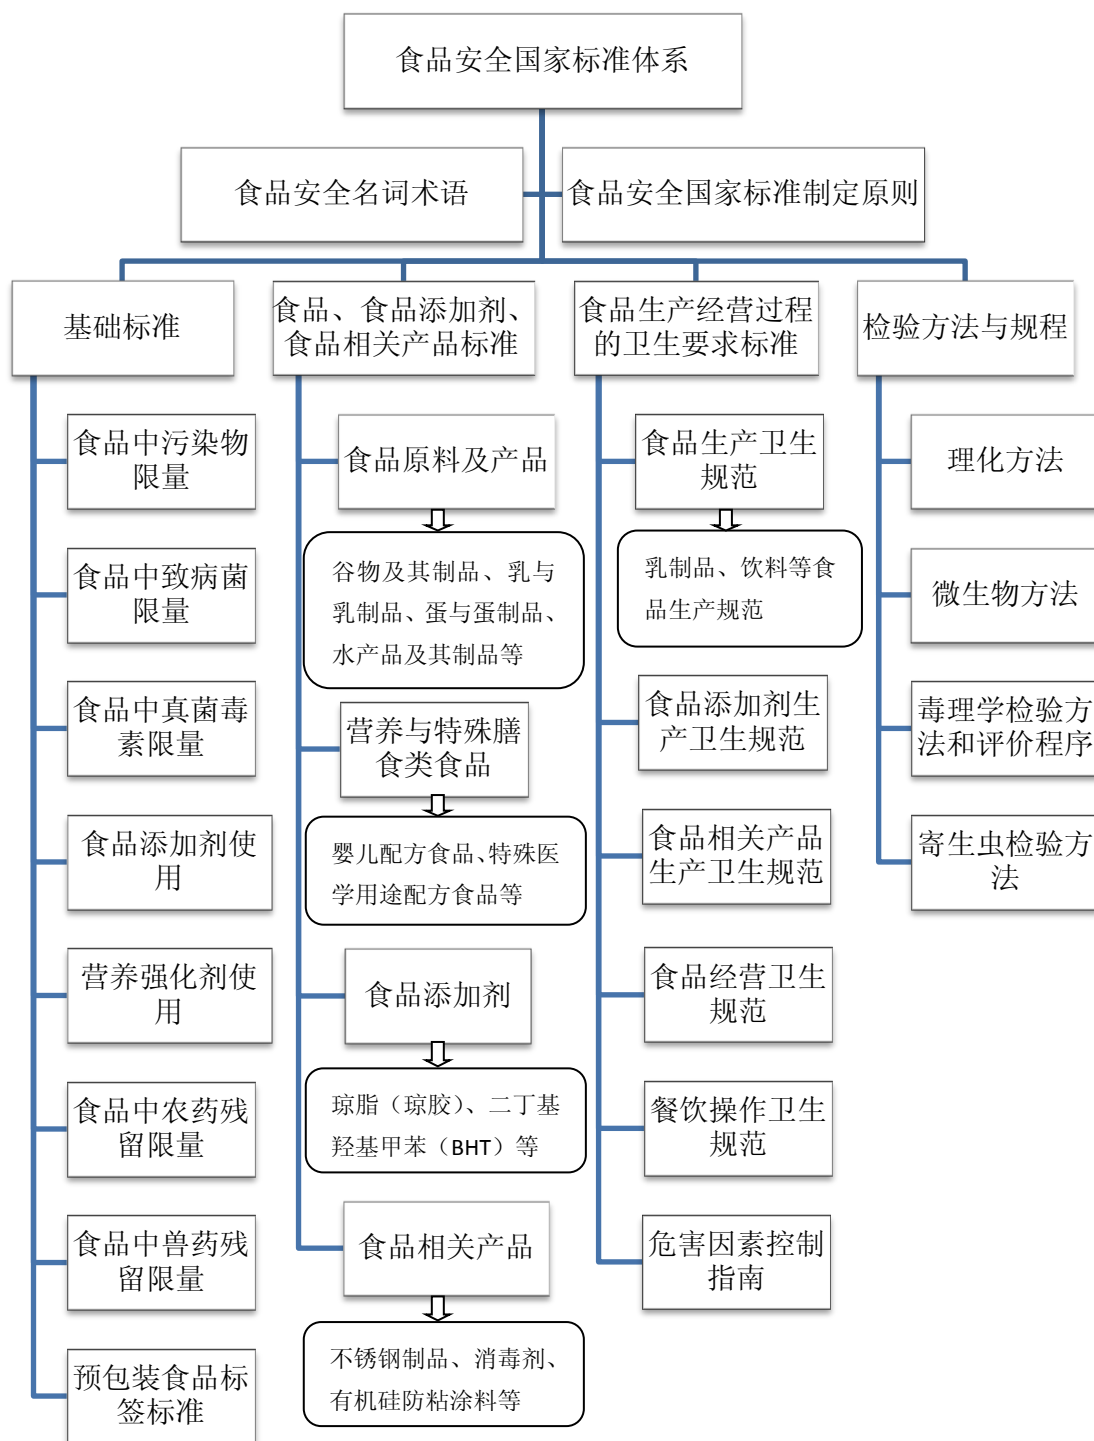 食品安全国家标准体系
食品安全名词术语
食品安全国家标准制定原则
基础标准
食品中污染物
限量
食品中致病菌
限量
食品中真菌毒
素限量
食品添加剂使
用
营养强化剂使
用
食品中农药残
留限量
食品中兽药残
留限量
预包装食品标
签标准
食品、食品添加剂、
食品相关产品标准
食品原料及产品
谷物及其制品、乳与
乳制品、蛋与蛋制品、
水产品及其制品等
营养与特殊膳
食类食品
婴儿配方食品、特殊医
学用途配方食品等
食品添加剂
琼脂（琼胶）、二丁基
羟基甲苯（BHT）等
食品相关产品
不锈钢制品、消毒剂、
有机硅防粘涂料等
食品生产经营过程
的卫生要求标准
食品生产卫生
规范
乳制品、饮料等食
品生产规范
食品添加剂生
产卫生规范
食品相关产品
生产卫生规范
食品经营卫生
规范
餐饮操作卫生
规范
危害因素控制
指南
检验方法与规程
理化方法
微生物方法
毒理学检验方
法和评价程序
寄生虫检验方
法